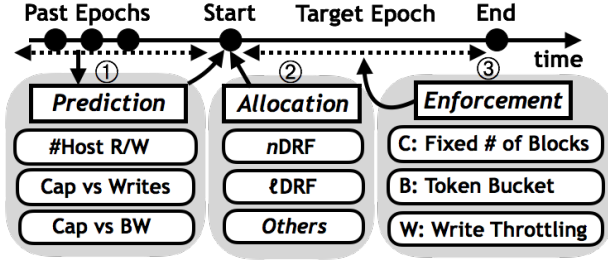 Past Epochs Start Target Epoch End
time
① ② ③
Prediction Allocation Enforcement
#Host R/W nDRF C: Fixed # of Blocks
Cap vs Writes ℓDRF B: Token Bucket
Cap vs BW Others W: Write Throttling